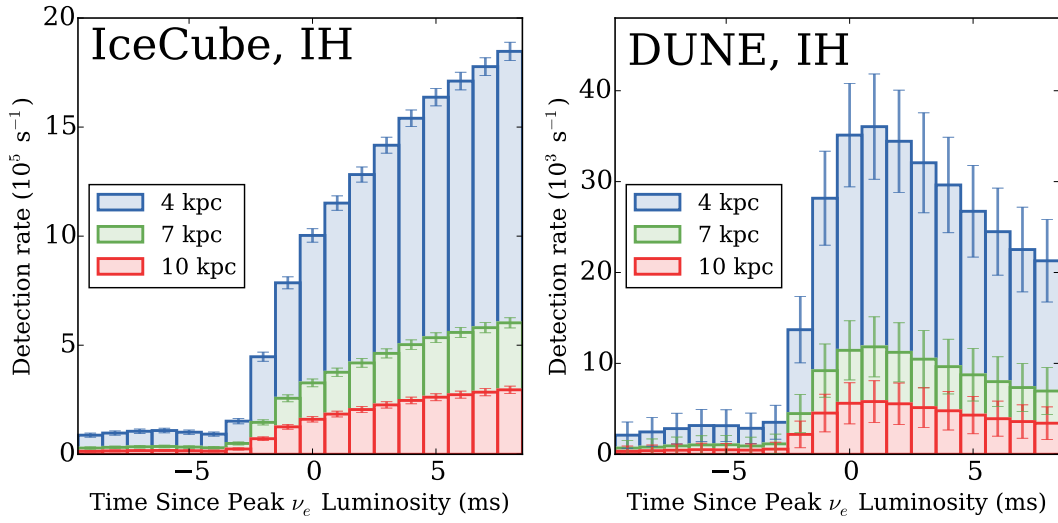 IceCube, IH
Detection rate (10⁵ s⁻¹)
20
15
10
5
0
4 kpc
7 kpc
10 kpc
−5
0
5
Time Since Peak νₑ Luminosity (ms)
DUNE, IH
Detection rate (10³ s⁻¹)
40
30
20
10
0
4 kpc
7 kpc
10 kpc
−5
0
5
Time Since Peak νₑ Luminosity (ms)